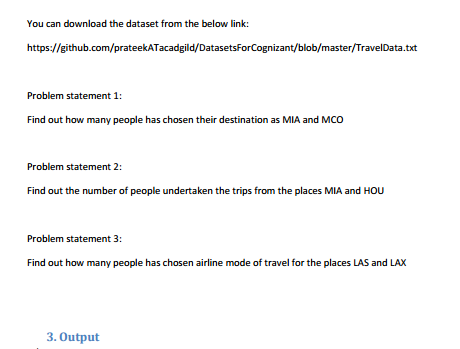 You can download the dataset from the below link:
https://github.com/prateekATacadgild/DatasetsForCognizant/blob/master/TravelData.txt
Problem statement 1:
Find out how many people has chosen their destination as MIA and MCO
Problem statement 2:
Find out the number of people undertaken the trips from the places MIA and HOU
Problem statement 3:
Find out how many people has chosen airline mode of travel for the places LAS and LAX
3. Output